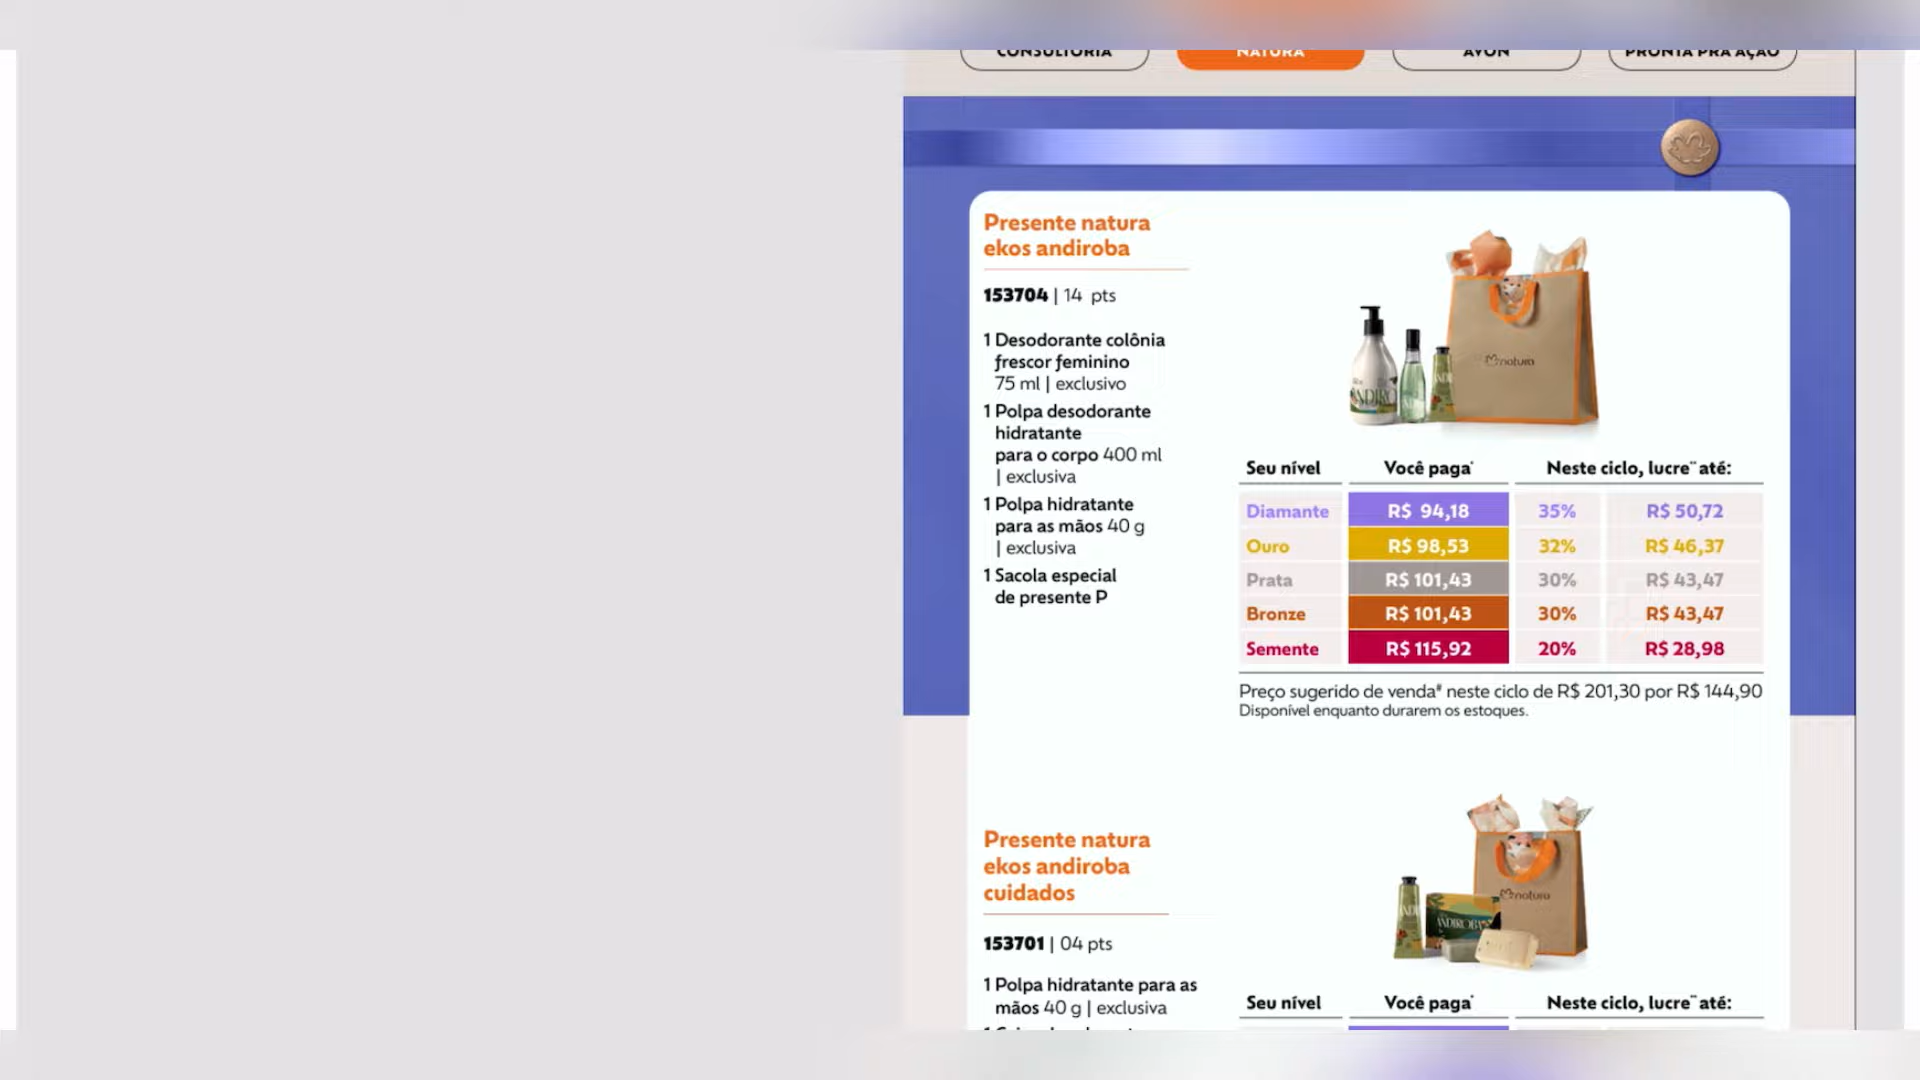 CONSULTORIA
NATURA
AVON
PRONTA PRA AÇÃO
Presente natura
ekos andiroba
153704 | 14 pts
1 Desodorante colônia
frescor feminino
75 ml | exclusivo
1 Polpa desodorante
hidratante
para o corpo 400 ml
| exclusiva
1 Polpa hidratante
para as mãos 40 g
| exclusiva
1 Sacola especial
de presente P
natura
Seu nível Você paga* Neste ciclo, lucre** até:
Diamante R$ 94,18 35% R$ 50,72
Ouro R$ 98,53 32% R$ 46,37
Prata R$ 101,43 30% R$ 43,47
Bronze R$ 101,43 30% R$ 43,47
Semente R$ 115,92 20% R$ 28,98
Preço sugerido de venda# neste ciclo de R$ 201,30 por R$ 144,90
Disponível enquanto durarem os estoques.
Presente natura
ekos andiroba
cuidados
153701 | 04 pts
1 Polpa hidratante para as
mãos 40 g | exclusiva
natura
ANDIROBA
Seu nível Você paga* Neste ciclo, lucre** até: